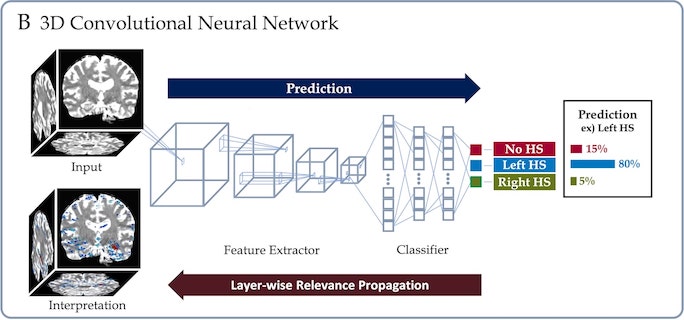 B 3D Convolutional Neural Network
Prediction
Input
No HS
Left HS
Right HS
Prediction
ex) Left HS
15%
80%
5%
Feature Extractor
Classifier
Interpretation
Layer-wise Relevance Propagation